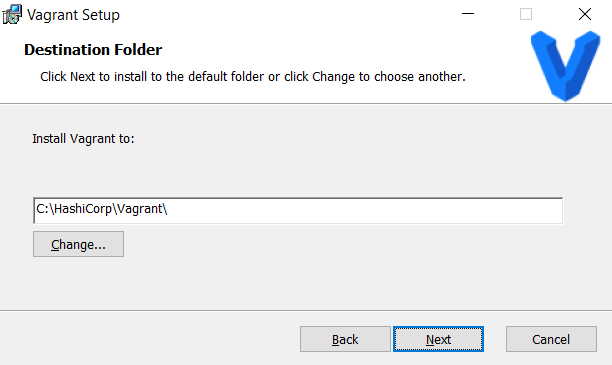 Vagrant Setup
Destination Folder
Click Next to install to the default folder or click Change to choose another.
Install Vagrant to:
C:\HashiCorp\Vagrant\
Change...
Back
Next
Cancel